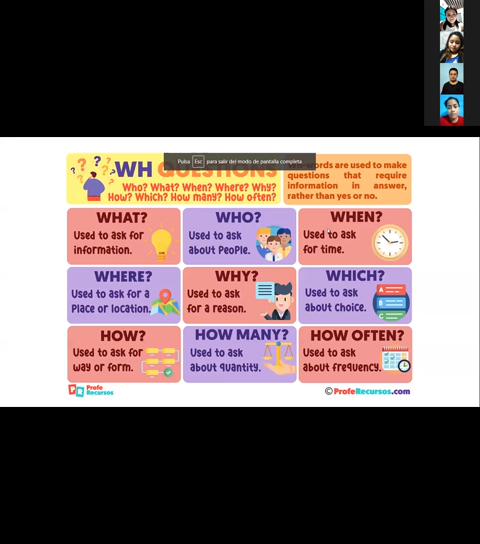 Pulsa Esc para salir del modo de pantalla completa
WH QUESTIONS
Who? What? When? Where? Why?
How? Which? How many? How often?
words are used to make
questions that require
information in answer,
rather than yes or no.
WHAT?
Used to ask for
information.
WHO?
Used to ask
about People.
WHEN?
Used to ask
for time.
WHERE?
Used to ask for a
Place or location.
WHY?
Used to ask
for a reason.
WHICH?
Used to ask
about choice.
A
B
C
HOW?
Used to ask for
way or form.
HOW MANY?
Used to ask
about quantity.
HOW OFTEN?
Used to ask
about frequency.
PR Profe
Recursos
© ProfeRecursos.com